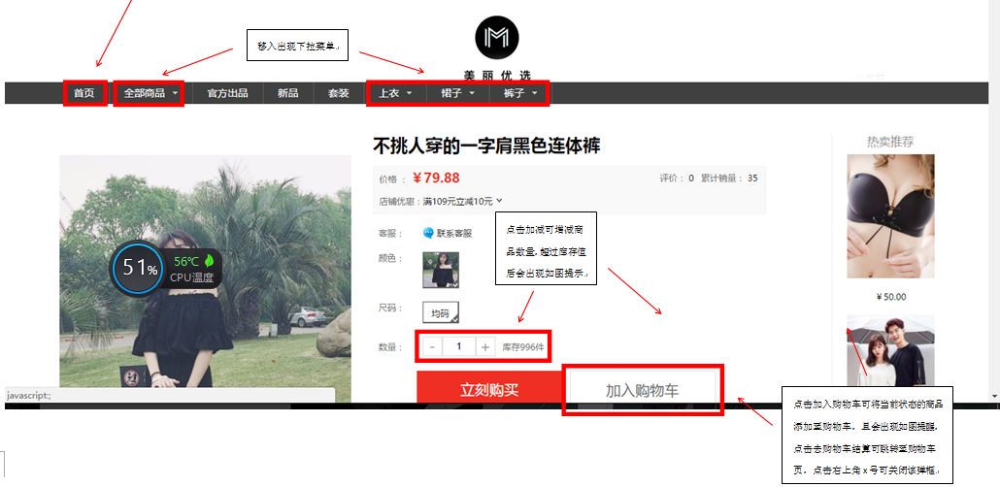 移入出现下拉菜单。
美丽优选
首页 全部商品 官方出品 新品 套装 上衣 裙子 裤子
不挑人穿的一字肩黑色连体裤
热卖推荐
价格 : ¥79.88 评价： 0 累计销量： 35
店铺优惠：满109元立减10元
客服： 联系客服
点击加减可增减商
品数量,超过库存值
后会出现如图提示。
颜色：
51%
56℃
CPU温度
¥50.00
尺码： 均码
数量： - 1 + 库存996件
立刻购买 加入购物车
javascript:;
点击加入购物车可将当前状态的商品
添加至购物车，且会出现如图提醒,
点击去购物车结算可跳转至购物车
页，点击右上角x号可关闭该弹框。